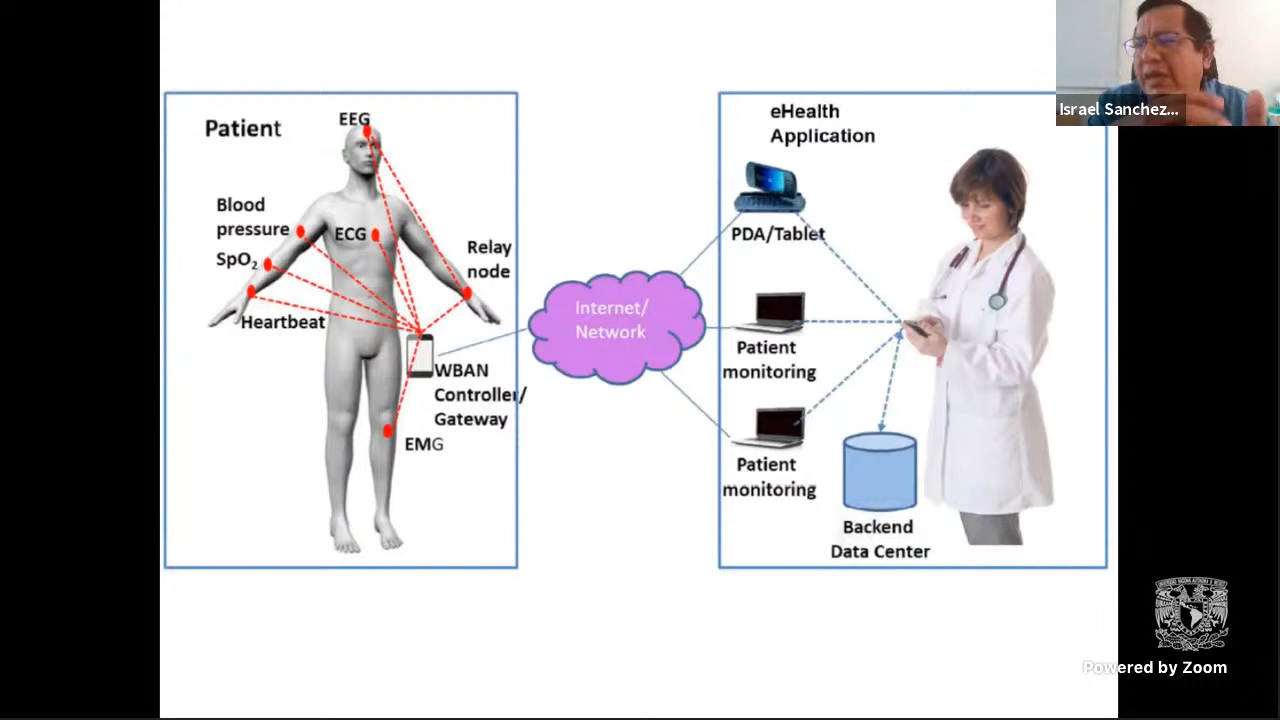 Israel Sanchez...
Patient
EEG
Blood
pressure
ECG
SpO₂
Relay
node
Heartbeat
WBAN
Controller/
Gateway
EMG
Internet/
Network
eHealth
Application
PDA/Tablet
Patient
monitoring
Patient
monitoring
Backend
Data Center
Powered by Zoom